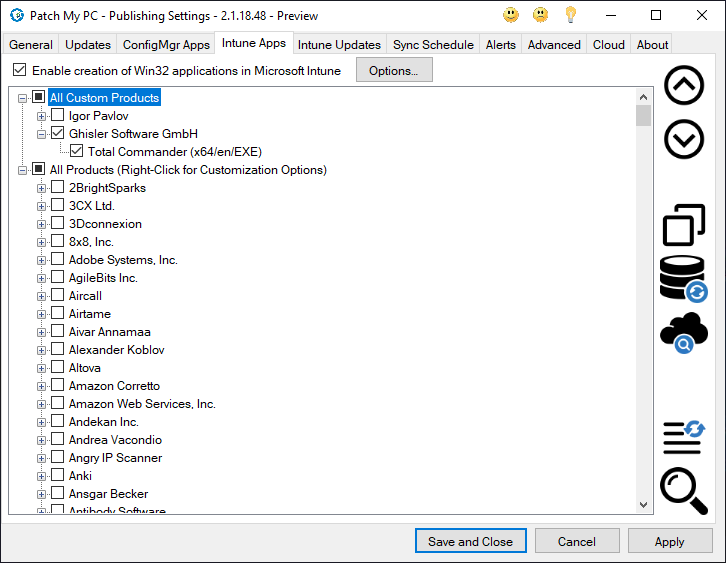 Patch My PC - Publishing Settings - 2.1.18.48 - Preview
General Updates ConfigMgr Apps Intune Apps Intune Updates Sync Schedule Alerts Advanced Cloud About
Enable creation of Win32 applications in Microsoft Intune Options...
All Custom Products
Igor Pavlov
Ghisler Software GmbH
Total Commander (x64/en/EXE)
All Products (Right-Click for Customization Options)
2BrightSparks
3CX Ltd.
3Dconnexion
8x8, Inc.
Adobe Systems, Inc.
AgileBits Inc.
Aircall
Airtame
Aivar Annamaa
Alexander Koblov
Altova
Amazon Corretto
Amazon Web Services, Inc.
Andekan Inc.
Andrea Vacondio
Angry IP Scanner
Anki
Ansgar Becker
Antibody Software
Save and Close Cancel Apply